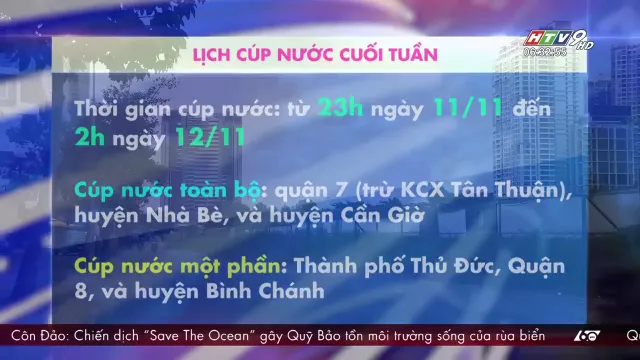 HTV9 HD
06:32:55
LỊCH CÚP NƯỚC CUỐI TUẦN
Thời gian cúp nước: từ 23h ngày 11/11 đến
2h ngày 12/11
Cúp nước toàn bộ: quận 7 (trừ KCX Tân Thuận),
huyện Nhà Bè, và huyện Cần Giờ
Cúp nước một phần: Thành phố Thủ Đức, Quận
8, và huyện Bình Chánh
Côn Đảo: Chiến dịch “Save The Ocean” gây Quỹ Bảo tồn môi trường sống của rùa biển